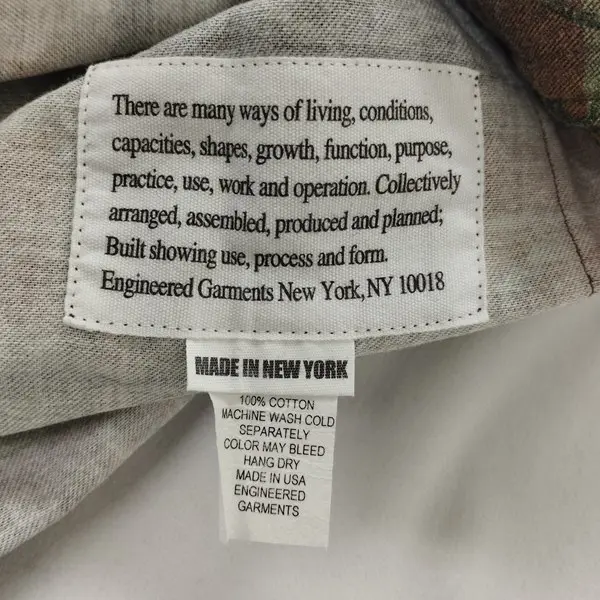 There are many ways of living, conditions,
capacities, shapes, growth, function, purpose,
practice, use, work and operation. Collectively
arranged, assembled, produced and planned;
Built showing use, process and form.
Engineered Garments New York, NY 10018
MADE IN NEW YORK
100% COTTON
MACHINE WASH COLD
SEPARATELY
COLOR MAY BLEED
HANG DRY
MADE IN USA
ENGINEERED
GARMENTS